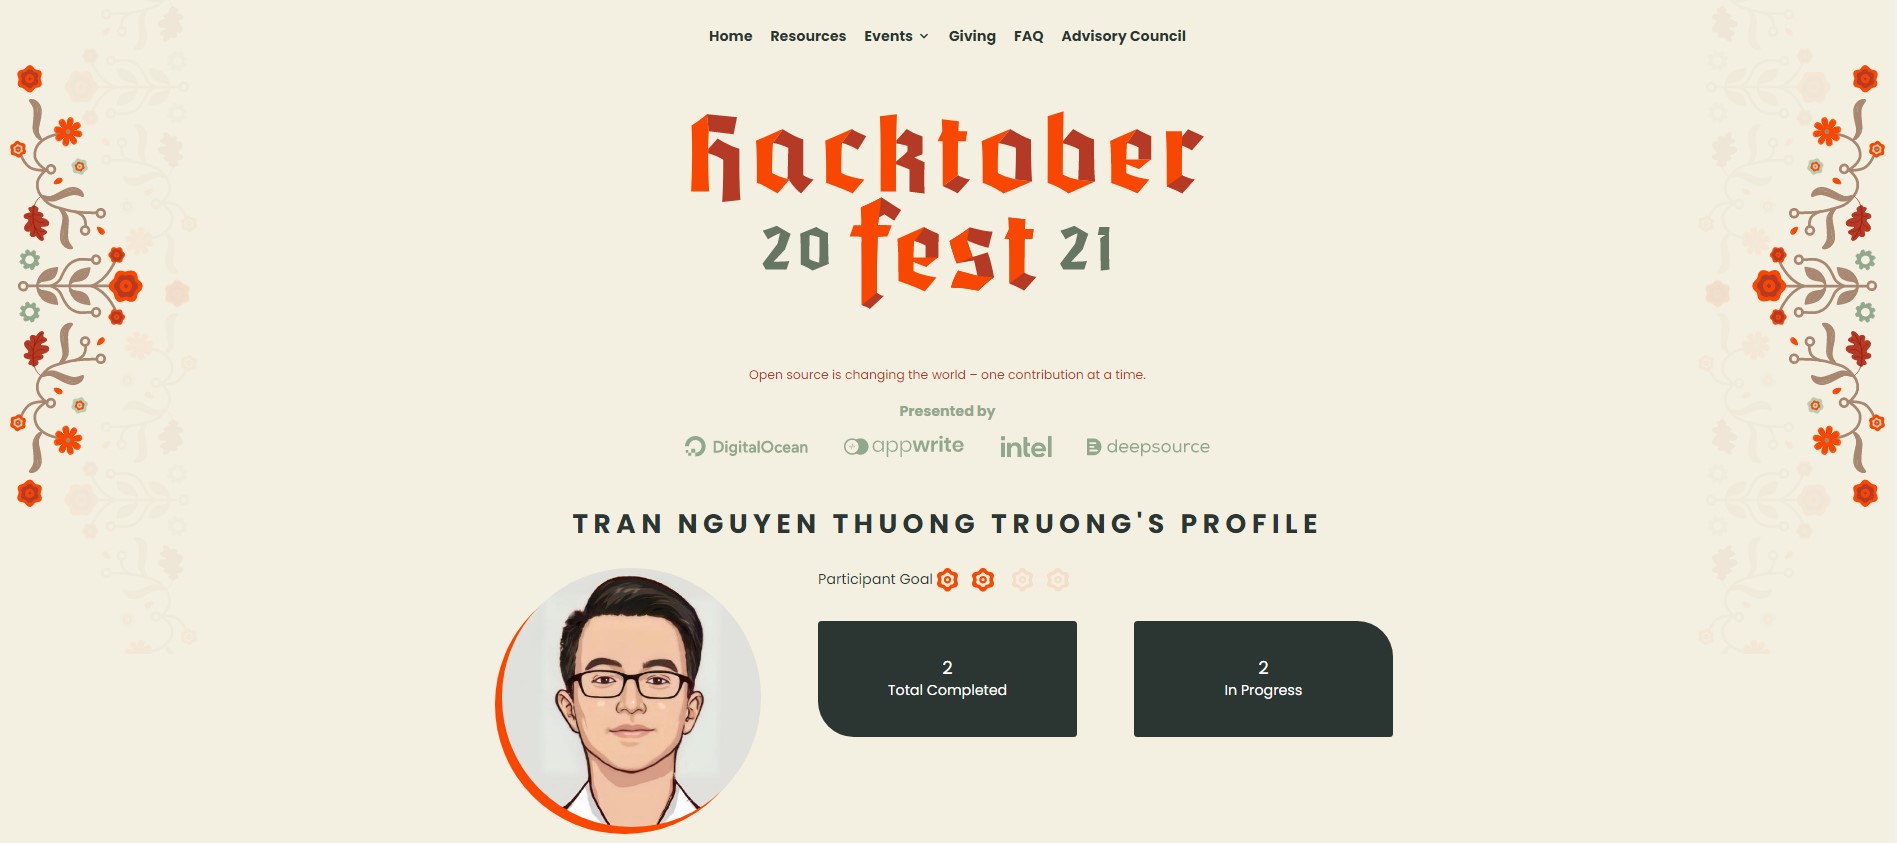 Home Resources Events Giving FAQ Advisory Council
hacktober
20 fest 21
Open source is changing the world – one contribution at a time.
Presented by
DigitalOcean appwrite intel deepsource
TRAN NGUYEN THUONG TRUONG'S PROFILE
Participant Goal
2
Total Completed
2
In Progress